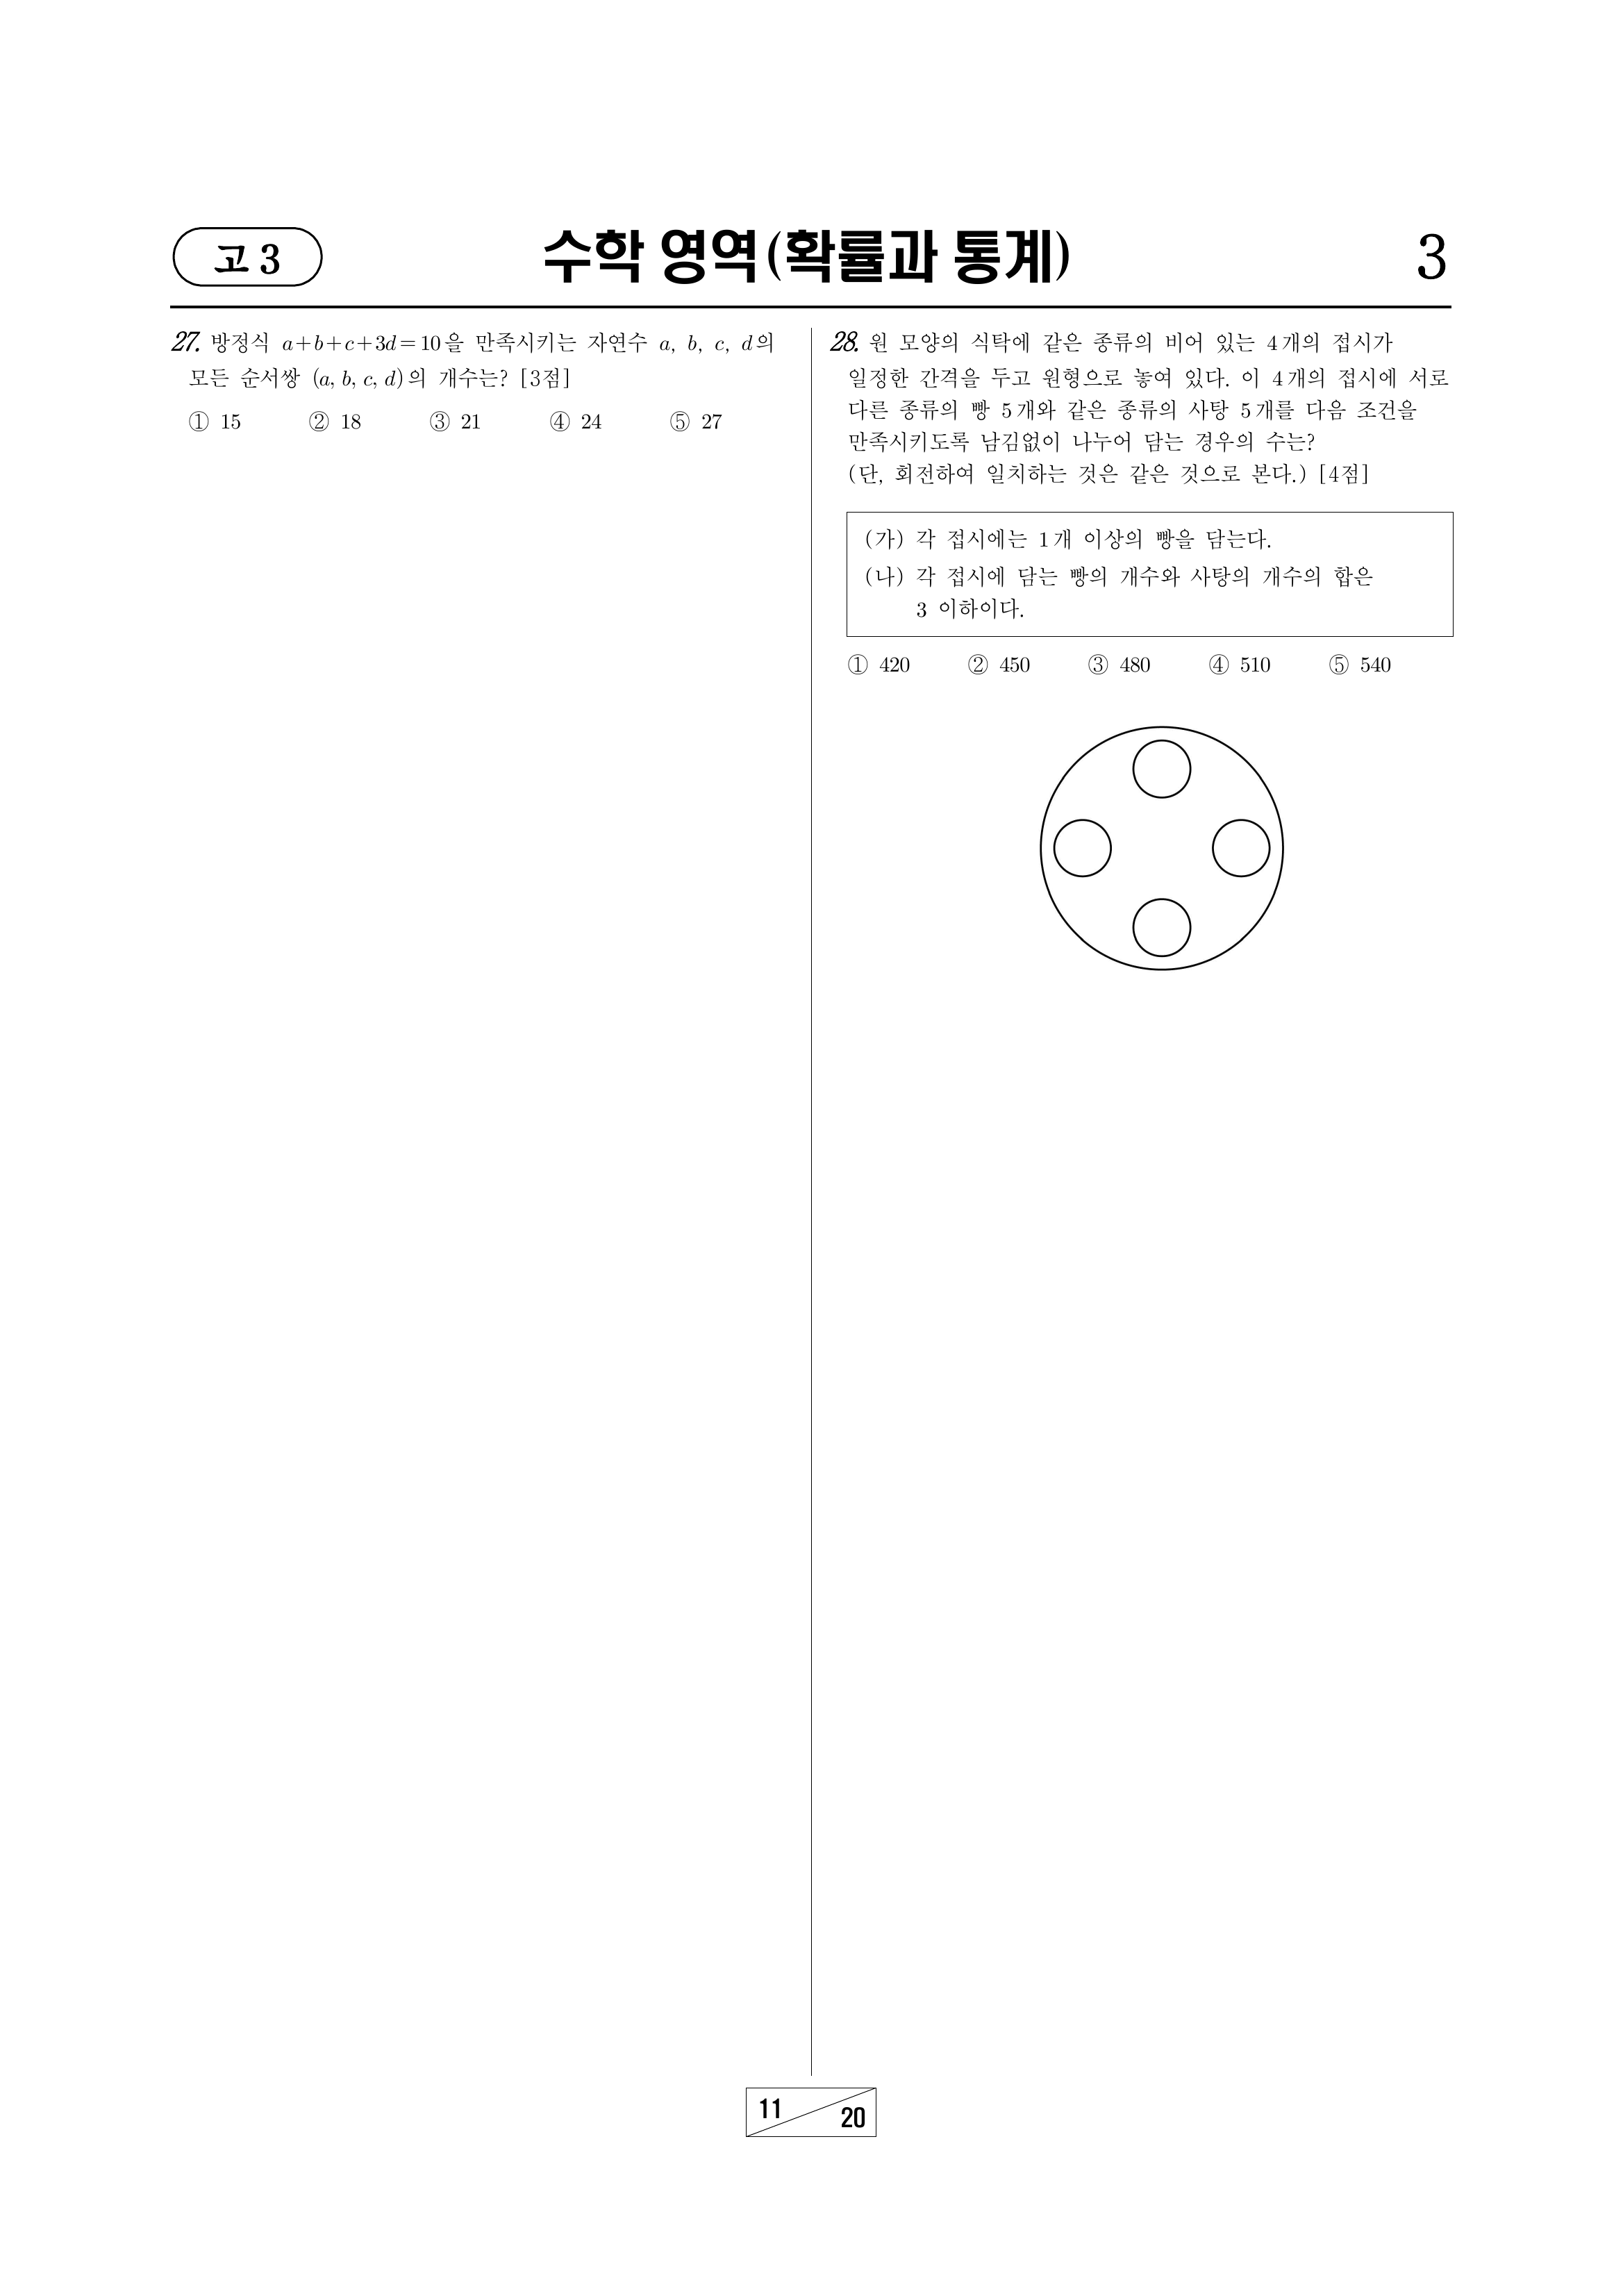 고 3
수학 영역(확률과 통계)
3
27. 방정식 a+b+c+3d=10을 만족시키는 자연수 a, b, c, d의
모든 순서쌍 (a, b, c, d)의 개수는? [3점]
① 15 ② 18 ③ 21 ④ 24 ⑤ 27
28. 원 모양의 식탁에 같은 종류의 비어 있는 4개의 접시가
일정한 간격을 두고 원형으로 놓여 있다. 이 4개의 접시에 서로
다른 종류의 빵 5개와 같은 종류의 사탕 5개를 다음 조건을
만족시키도록 남김없이 나누어 담는 경우의 수는?
(단, 회전하여 일치하는 것은 같은 것으로 본다.) [4점]
(가) 각 접시에는 1개 이상의 빵을 담는다.
(나) 각 접시에 담는 빵의 개수와 사탕의 개수의 합은
3 이하이다.
① 420 ② 450 ③ 480 ④ 510 ⑤ 540
11
20